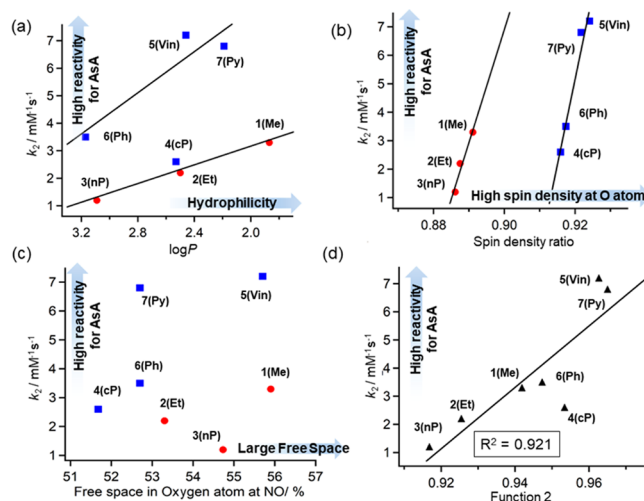 (a)
High reactivity
for AsA
k₂ / mM⁻¹s⁻¹
7
6
5
4
3
2
1
5(Vin)
7(Py)
6(Ph)
4(cP)
1(Me)
3(nP)
2(Et)
Hydrophilicity
3.2
2.8
2.4
2.0
logP
(b)
High reactivity
for AsA
k₂ / mM⁻¹s⁻¹
7
6
5
4
3
2
1
5(Vin)
7(Py)
6(Ph)
4(cP)
1(Me)
2(Et)
3(nP)
High spin density at O atom
0.88
0.90
0.92
Spin density ratio
(c)
High reactivity
for AsA
k₂ / mM⁻¹s⁻¹
7
6
5
4
3
2
1
7(Py)
5(Vin)
6(Ph)
4(cP)
2(Et)
1(Me)
3(nP)
Large Free Space
51 52 53 54 55 56 57
Free space in Oxygen atom at NO/ %
(d)
High reactivity
for AsA
k₂ / mM⁻¹s⁻¹
7
6
5
4
3
2
1
5(Vin)
7(Py)
1(Me)
6(Ph)
2(Et)
4(cP)
3(nP)
R² = 0.921
0.92
0.94
0.96
Function 2